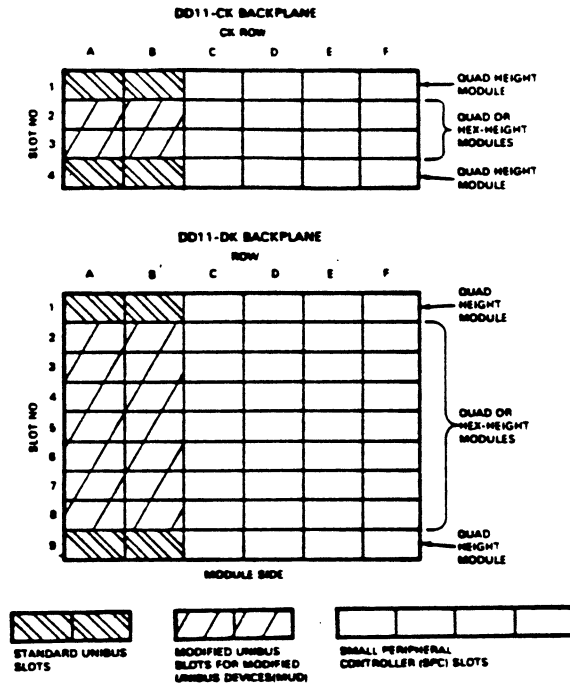 DD11-CK BACKPLANE
CK ROW
A B C D E F
SLOT NO
1
2
3
4
QUAD HEIGHT
MODULE
QUAD OR
HEX-HEIGHT
MODULES
QUAD HEIGHT
MODULE
DD11-DK BACKPLANE
ROW
A B C D E F
SLOT NO
1
2
3
4
5
6
7
8
9
QUAD
HEIGHT
MODULE
QUAD OR
HEX-HEIGHT
MODULES
QUAD
HEIGHT
MODULE
MODULE SIDE
STANDARD UNIBUS
SLOTS
MODIFIED UNIBUS
SLOTS FOR MODIFIED
UNIBUS DEVICES(MUD)
SMALL PERIPHERAL
CONTROLLER (SPC) SLOTS